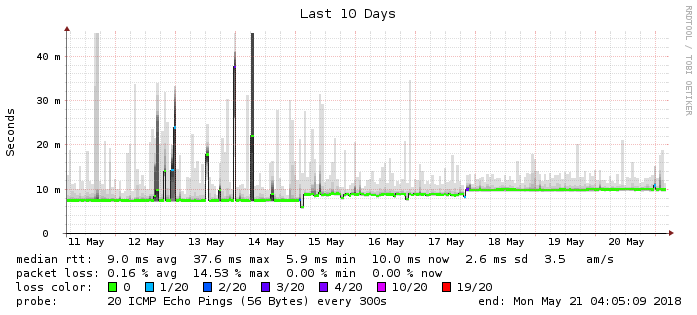 Last 10 Days
RRDTOOL / TOBI OETIKER
Seconds
40 m
30 m
20 m
10 m
0
11 May 12 May 13 May 14 May 15 May 16 May 17 May 18 May 19 May 20 May
median rtt: 9.0 ms avg 37.6 ms max 5.9 ms min 10.0 ms now 2.6 ms sd 3.5 am/s
packet loss: 0.16 % avg 14.53 % max 0.00 % min 0.00 % now
loss color: 0 1/20 2/20 3/20 4/20 10/20 19/20
probe: 20 ICMP Echo Pings (56 Bytes) every 300s end: Mon May 21 04:05:09 2018